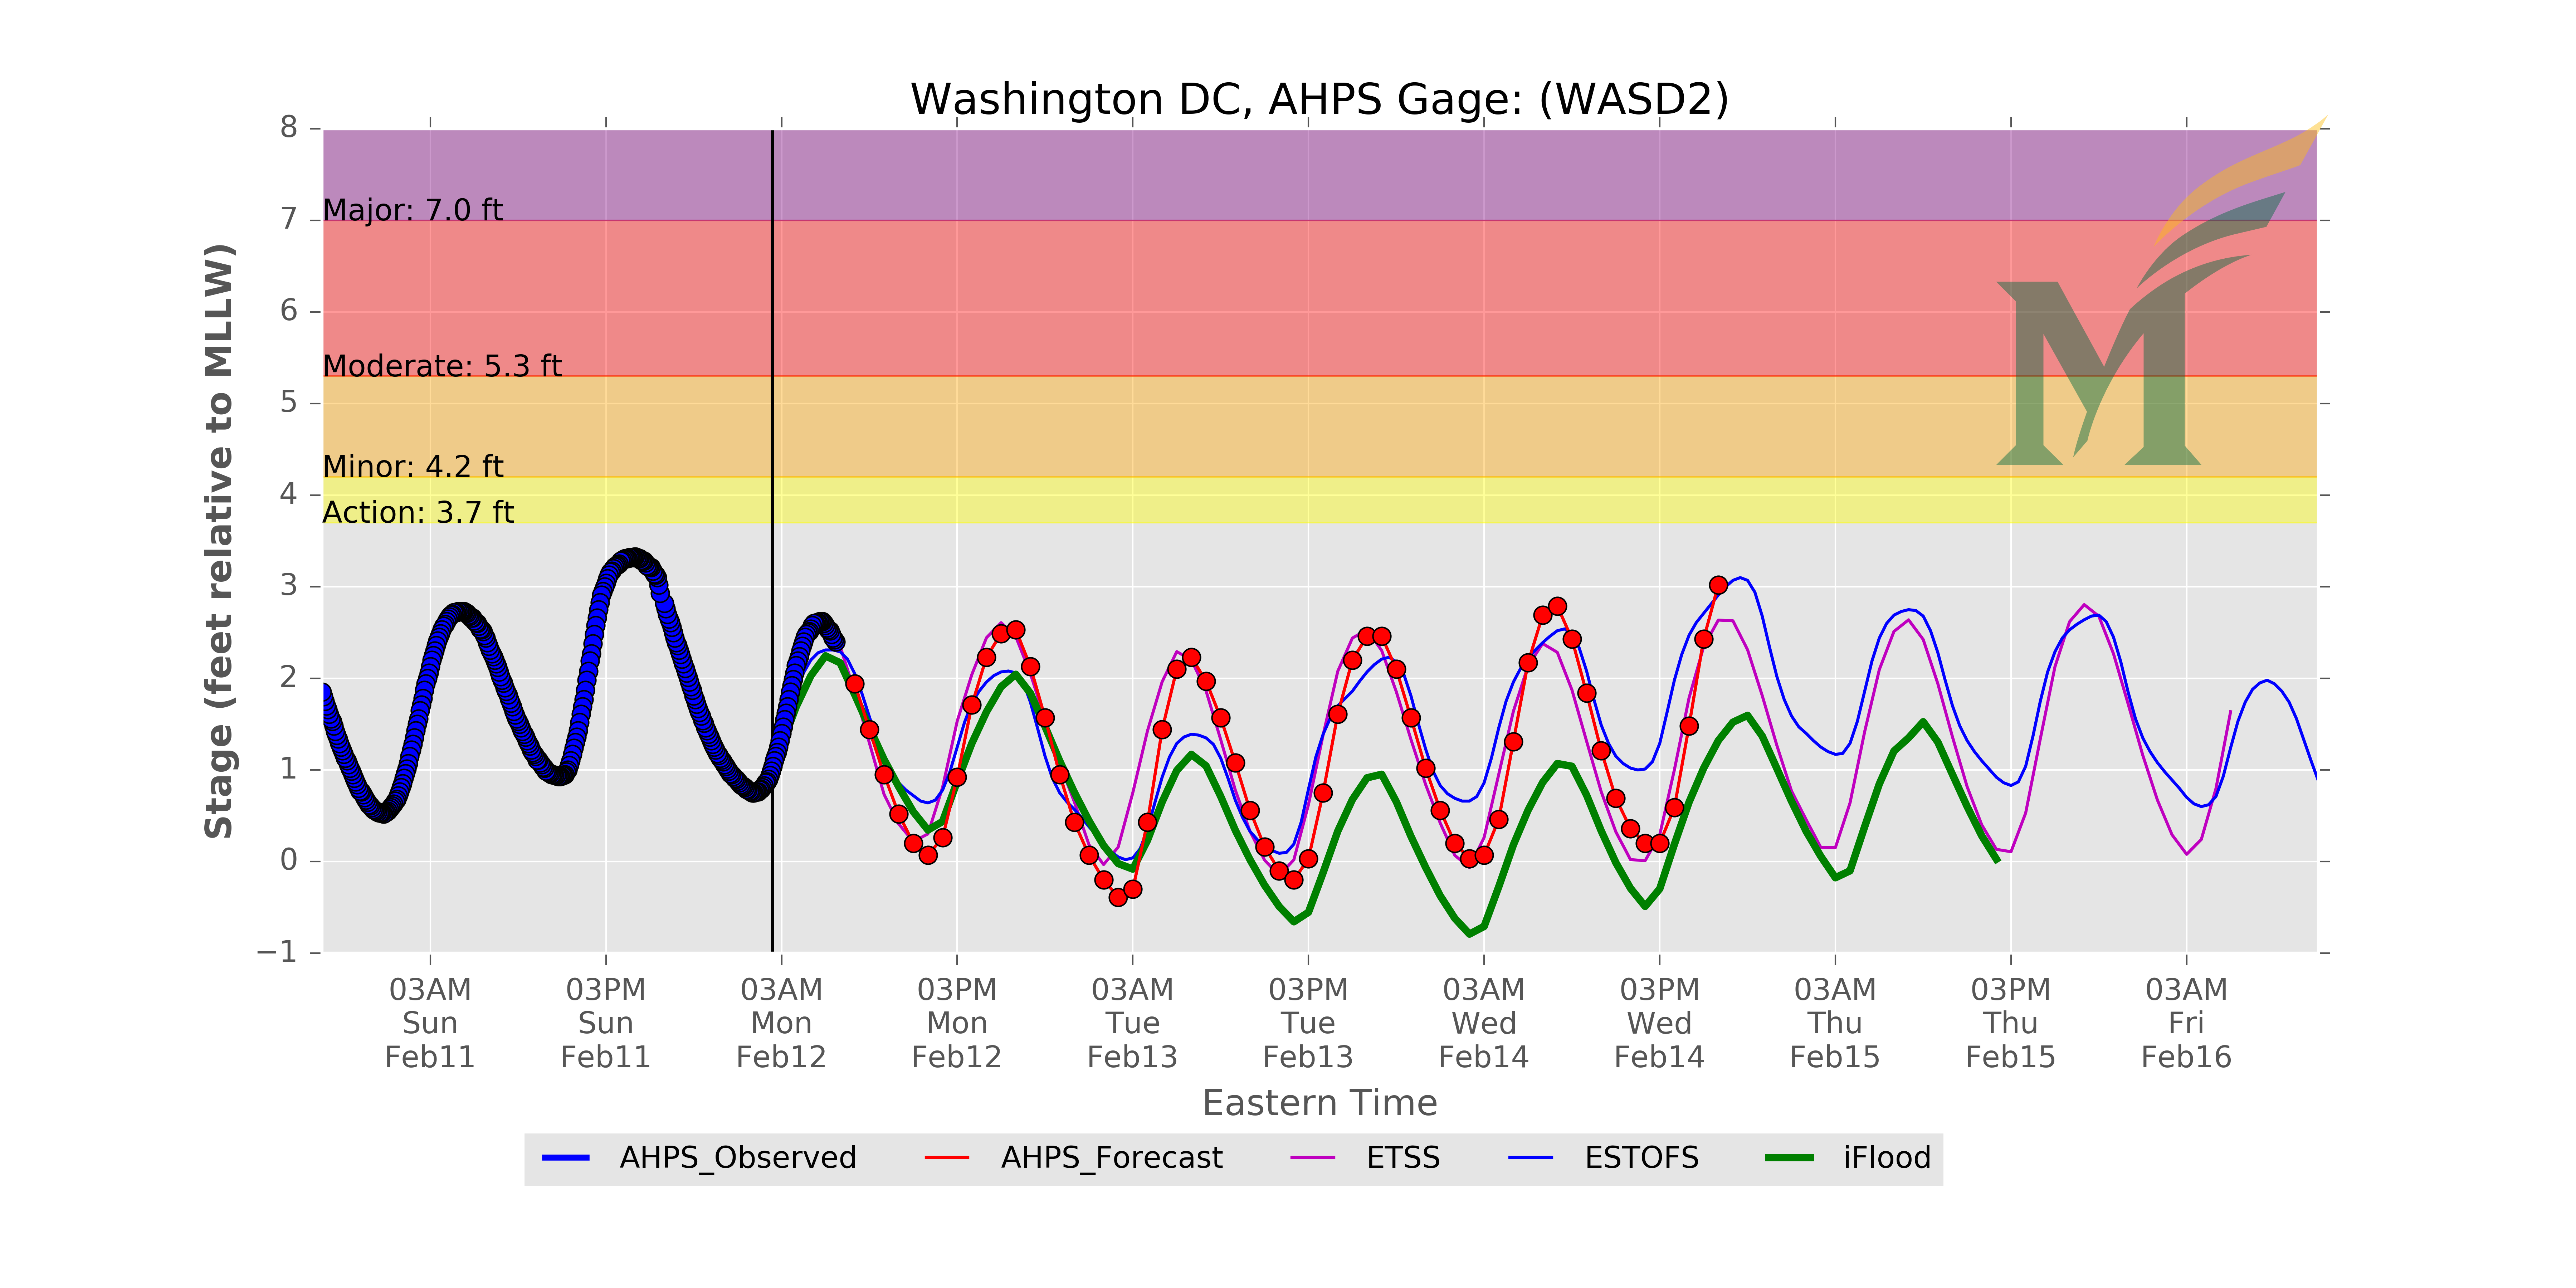 Washington DC, AHPS Gage: (WASD2)
Stage (feet relative to MLLW)
8
7
6
5
4
3
2
1
0
−1
Major: 7.0 ft
Moderate: 5.3 ft
Minor: 4.2 ft
Action: 3.7 ft
M
03AM 03PM 03AM 03PM 03AM 03PM 03AM 03PM 03AM 03PM 03AM
Sun Sun Mon Mon Tue Tue Wed Wed Thu Thu Fri
Feb11 Feb11 Feb12 Feb12 Feb13 Feb13 Feb14 Feb14 Feb15 Feb15 Feb16
Eastern Time
AHPS_Observed AHPS_Forecast ETSS ESTOFS iFlood